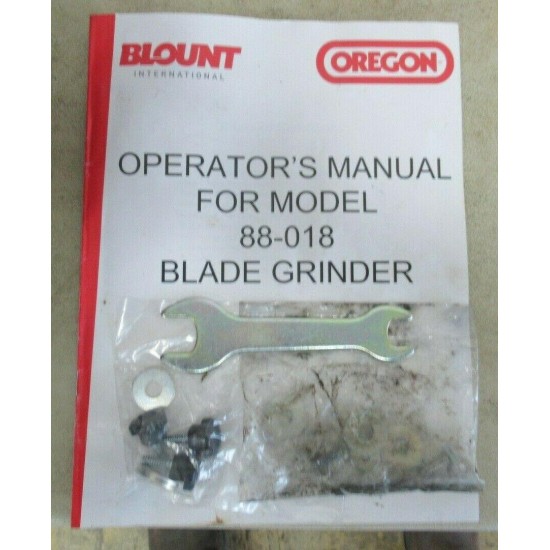 BLOUNT
INTERNATIONAL
OREGON
OPERATOR'S MANUAL
FOR MODEL
88-018
BLADE GRINDER